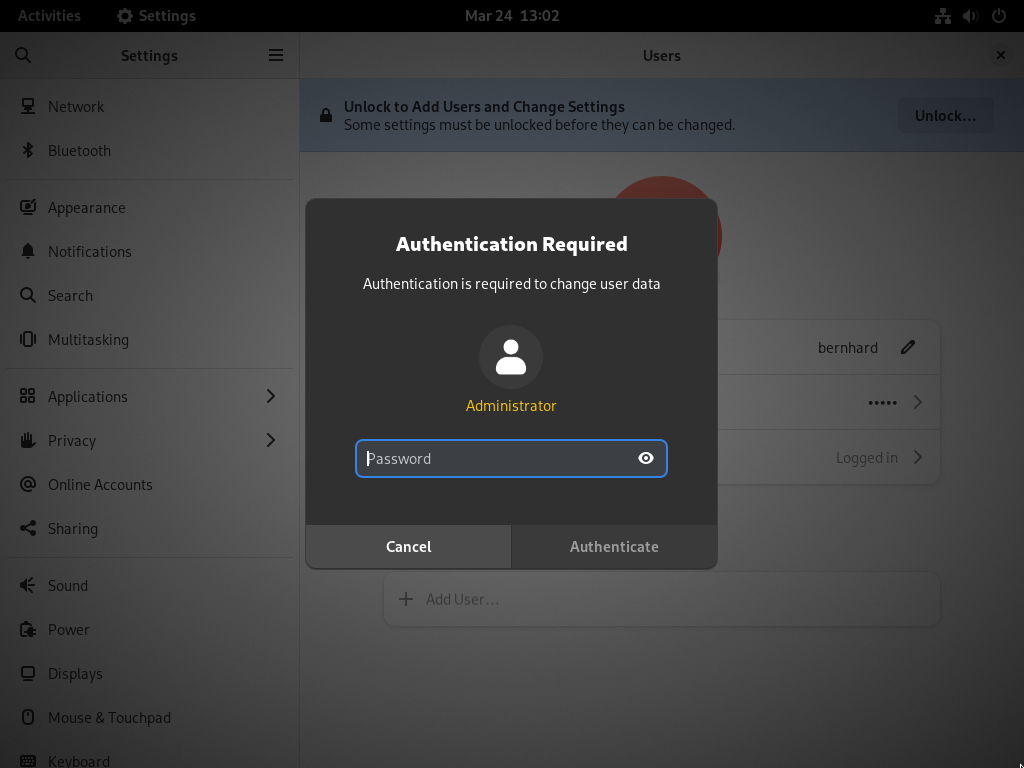 Activities Settings Mar 24 13:02
Settings Users
Network
Bluetooth
Appearance
Notifications
Search
Multitasking
Applications
Privacy
Online Accounts
Sharing
Sound
Power
Displays
Mouse & Touchpad
Keyboard
Unlock to Add Users and Change Settings
Some settings must be unlocked before they can be changed.
Unlock...
bernhard
•••••
Logged in
Add User...
Authentication Required
Authentication is required to change user data
Administrator
Password
Cancel Authenticate